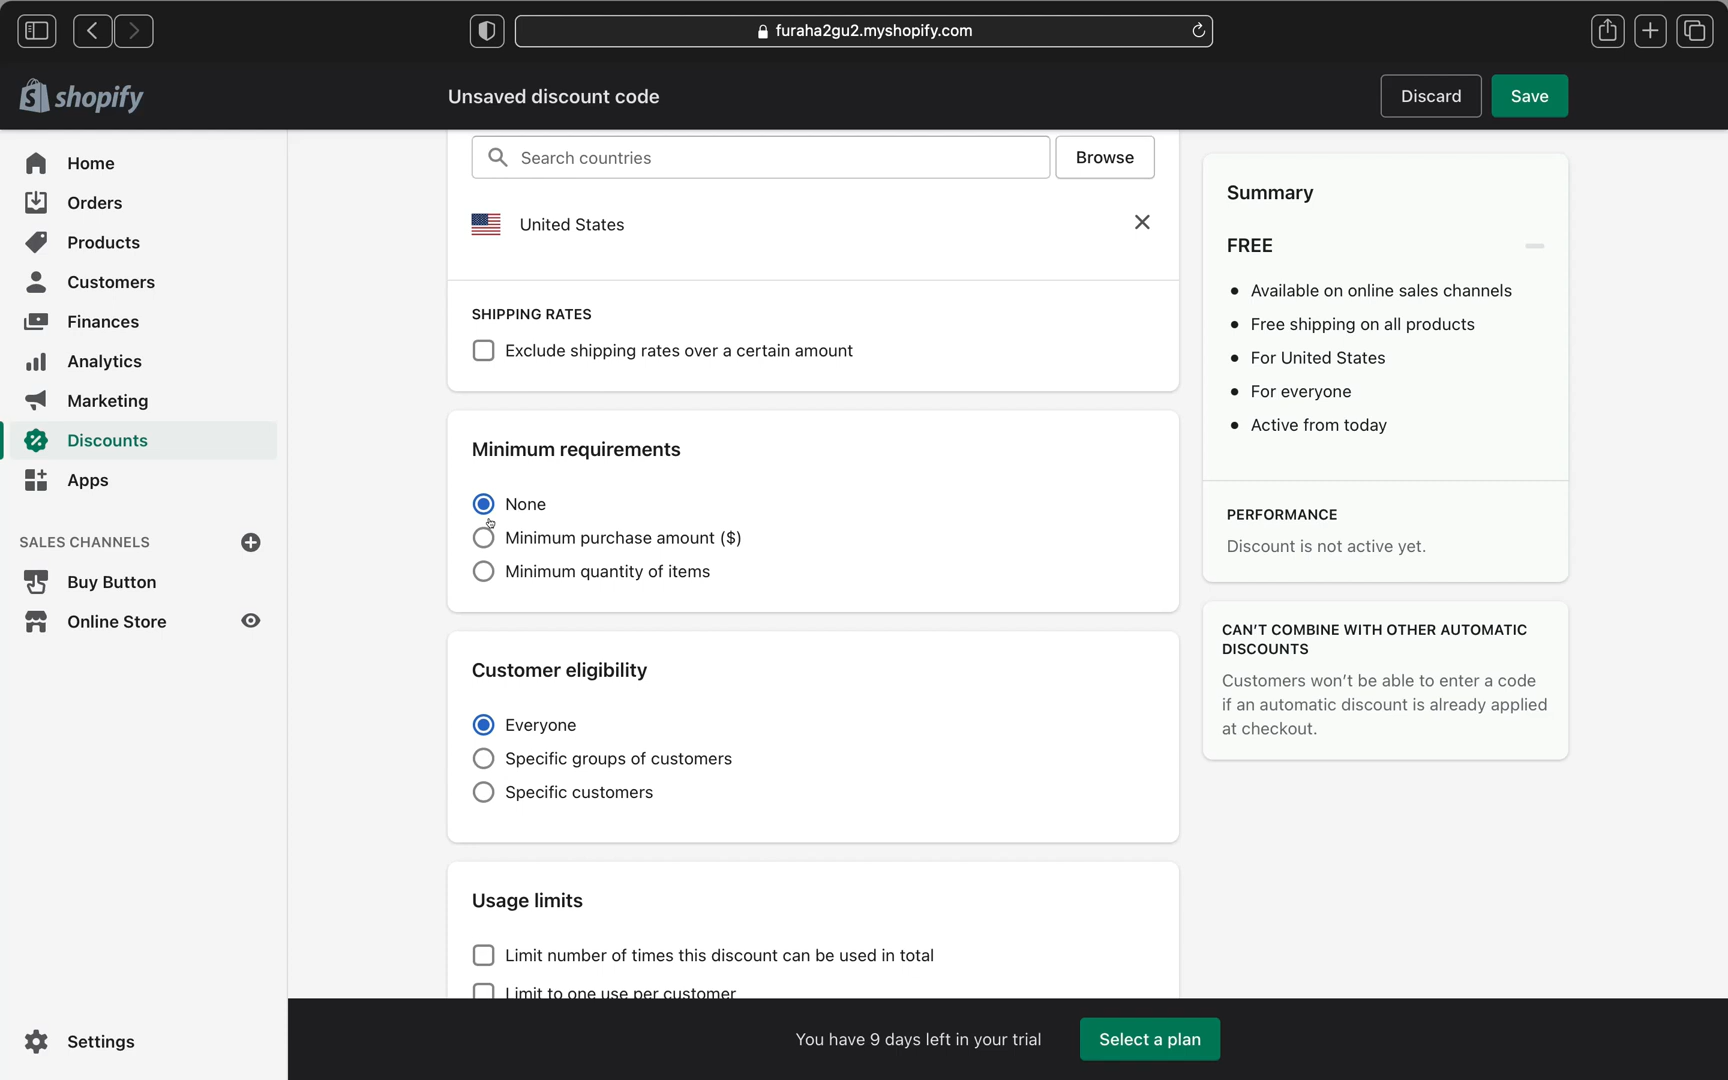 furaha2gu2.myshopify.com
shopify
Unsaved discount code
Discard
Save
Home
Orders
Products
Customers
Finances
Analytics
Marketing
Discounts
Apps
SALES CHANNELS
Buy Button
Online Store
Settings
Search countries
Browse
United States
SHIPPING RATES
Exclude shipping rates over a certain amount
Minimum requirements
None
Minimum purchase amount ($)
Minimum quantity of items
Customer eligibility
Everyone
Specific groups of customers
Specific customers
Usage limits
Limit number of times this discount can be used in total
Limit to one use per customer
Summary
FREE
Available on online sales channels
Free shipping on all products
For United States
For everyone
Active from today
PERFORMANCE
Discount is not active yet.
CAN'T COMBINE WITH OTHER AUTOMATIC
DISCOUNTS
Customers won't be able to enter a code
if an automatic discount is already applied
at checkout.
You have 9 days left in your trial
Select a plan